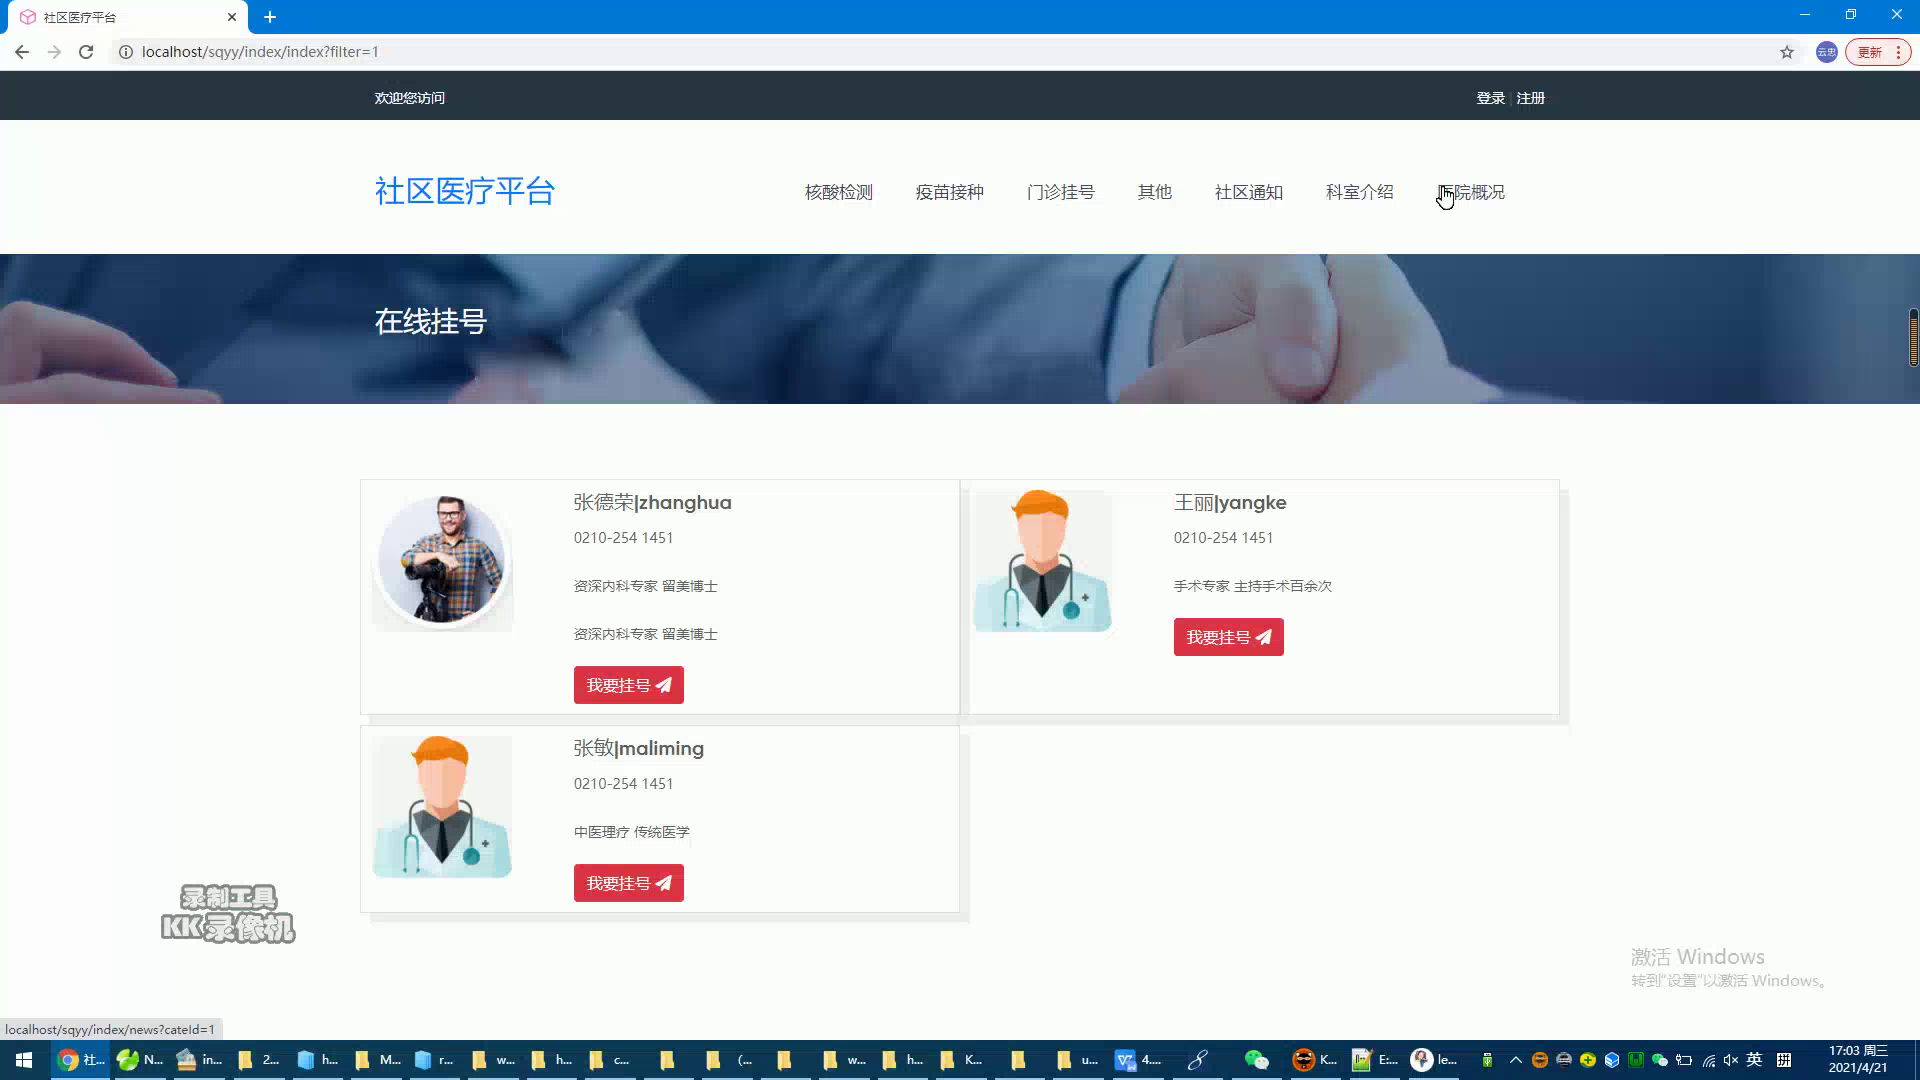 社区医疗平台
localhost/sqyy/index/index?filter=1
更新
欢迎您访问
登录 | 注册
社区医疗平台
核酸检测 疫苗接种 门诊挂号 其他 社区通知 科室介绍 医院概况
在线挂号
张德荣|zhanghua
0210-254 1451
资深内科专家 留美博士
资深内科专家 留美博士
我要挂号
王丽|yangke
0210-254 1451
手术专家 主持手术百余次
我要挂号
张敏|maliming
0210-254 1451
中医理疗 传统医学
我要挂号
录制工具
KK录像机
激活 Windows
转到"设置"以激活 Windows。
localhost/sqyy/index/news?cateId=1
社... N... in... 2... h... M... r... w... h... c... (... w... h... K... u... 4.... K... E:... le... 英 拼
17:03 周三
2021/4/21